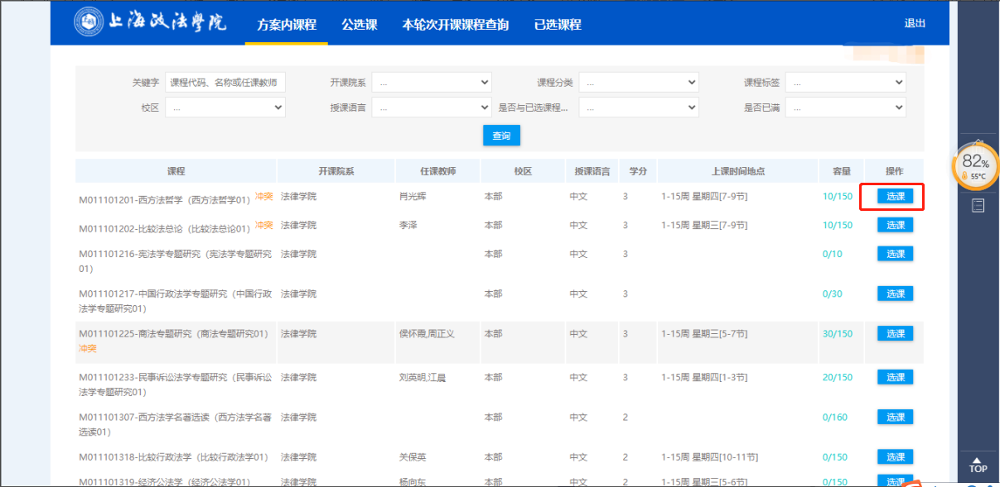 上海政法學院 方案内课程 公选课 本轮次开课课程查询 已选课程 退出
关键字 课程代码、名称或任课教师 开课院系 ... 课程分类 ... 课程标签 ...
校区 ... 授课语言 ... 是否与已选课程... ... 是否已满 ...
查询
课程 开课院系 任课教师 校区 授课语言 学分 上课时间地点 容量 操作
M011101201-西方法哲学（西方法哲学01）冲突 法律学院 肖光辉 本部 中文 3 1-15周 星期四[7-9节] 10/150 选课
M011101202-比较法总论（比较法总论01）冲突 法律学院 李泽 本部 中文 3 1-15周 星期三[7-9节] 10/150 选课
M011101216-宪法学专题研究（宪法学专题研究 法律学院 本部 中文 3 0/10 选课
01）
M011101217-中国行政法学专题研究（中国行政 法律学院 本部 中文 3 0/30 选课
法学专题研究01）
M011101225-商法专题研究（商法专题研究01） 法律学院 侯怀霞,周正义 本部 中文 3 1-15周 星期三[5-7节] 30/150 选课
冲突
M011101233-民事诉讼法学专题研究（民事诉讼 法律学院 刘英明,江晨 本部 中文 3 1-15周 星期四[1-3节] 20/150 选课
法学专题研究01）
M011101307-西方法学名著选读（西方法学名著 法律学院 本部 中文 2 0/160 选课
选读01）
M011101318-比较行政法学（比较行政法学01） 法律学院 关保英 本部 中文 2 1-15周 星期四[10-11节] 0/150 选课
M011101319-经济公法学（经济公法学01） 法律学院 杨向东 本部 中文 2 1-15周 星期三[5-6节] 0/150 选课
82%
55°C
TOP